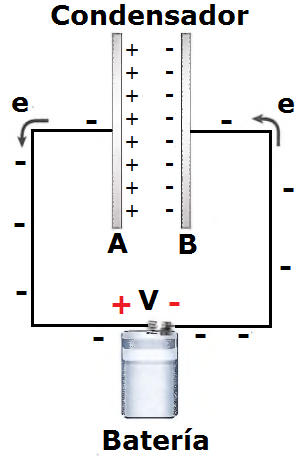 Condensador
e
e
A
B
+ V -
Batería